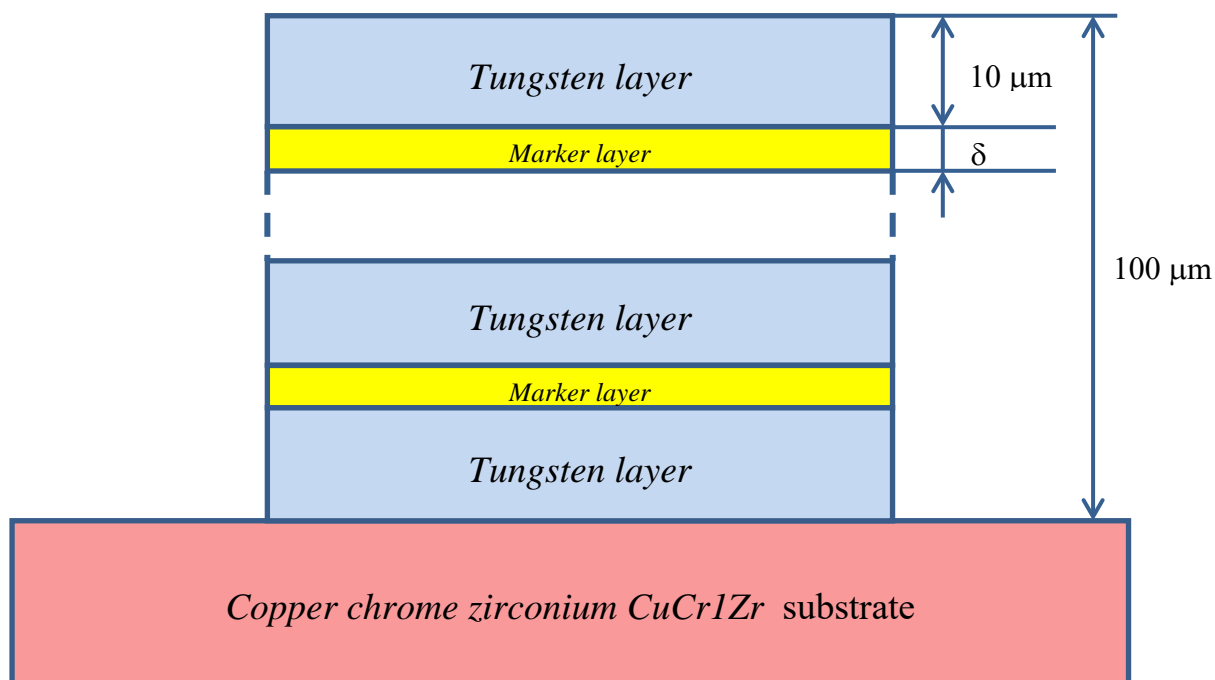 Tungsten layer
10 μm
Marker layer
δ
100 μm
Tungsten layer
Marker layer
Tungsten layer
Copper chrome zirconium CuCr1Zr substrate